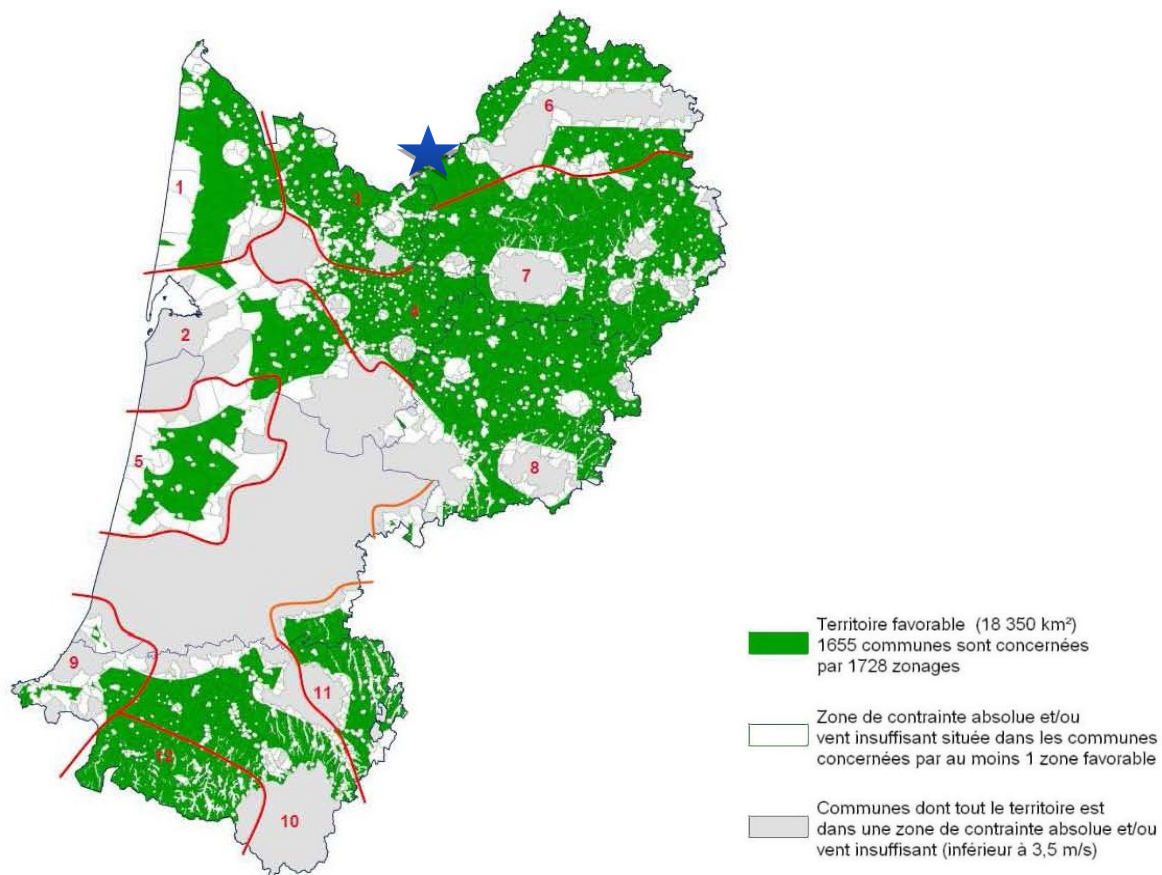 6
1
3
7
4
2
5
8
9
11
12
10
Territoire favorable (18 350 km²)
1655 communes sont concernées
par 1728 zonages
Zone de contrainte absolue et/ou
vent insuffisant située dans les communes
concernées par au moins 1 zone favorable
Communes dont tout le territoire est
dans une zone de contrainte absolue et/ou
vent insuffisant (inférieur à 3,5 m/s)